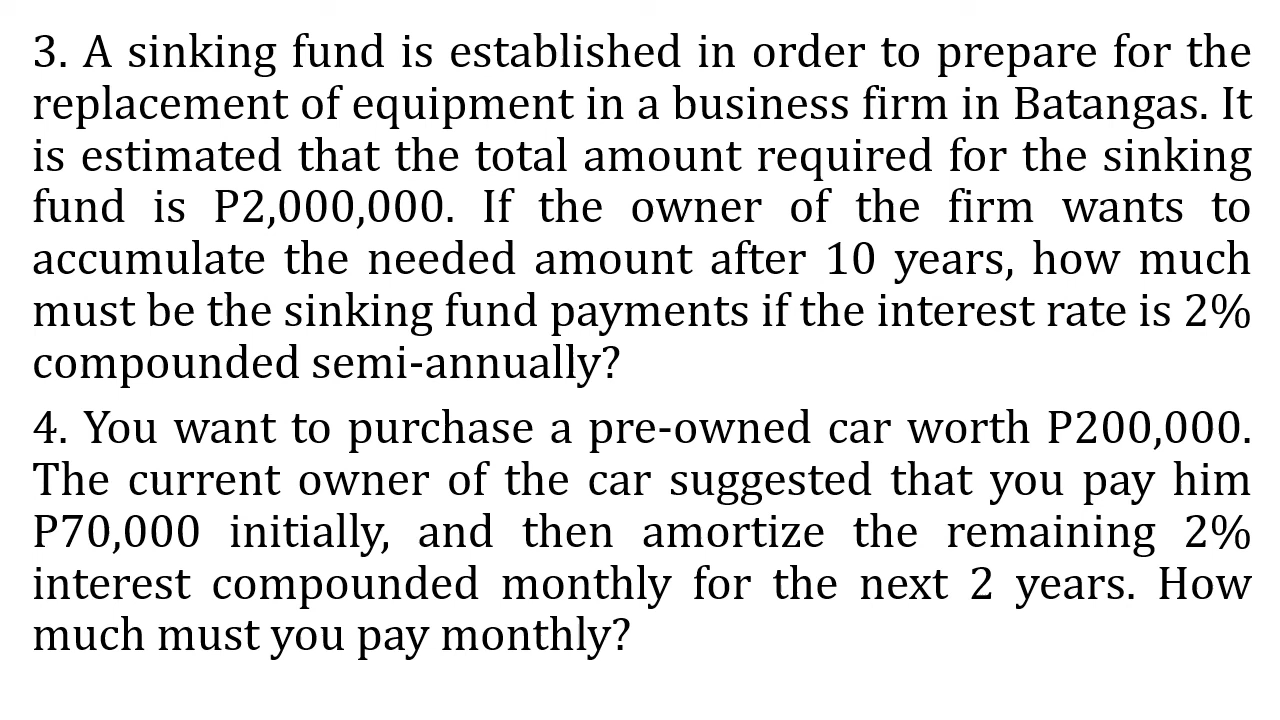 3. A sinking fund is established in order to prepare for the
replacement of equipment in a business firm in Batangas. It
is estimated that the total amount required for the sinking
fund is P2,000,000. If the owner of the firm wants to
accumulate the needed amount after 10 years, how much
must be the sinking fund payments if the interest rate is 2%
compounded semi-annually?
4. You want to purchase a pre-owned car worth P200,000.
The current owner of the car suggested that you pay him
P70,000 initially, and then amortize the remaining 2%
interest compounded monthly for the next 2 years. How
much must you pay monthly?